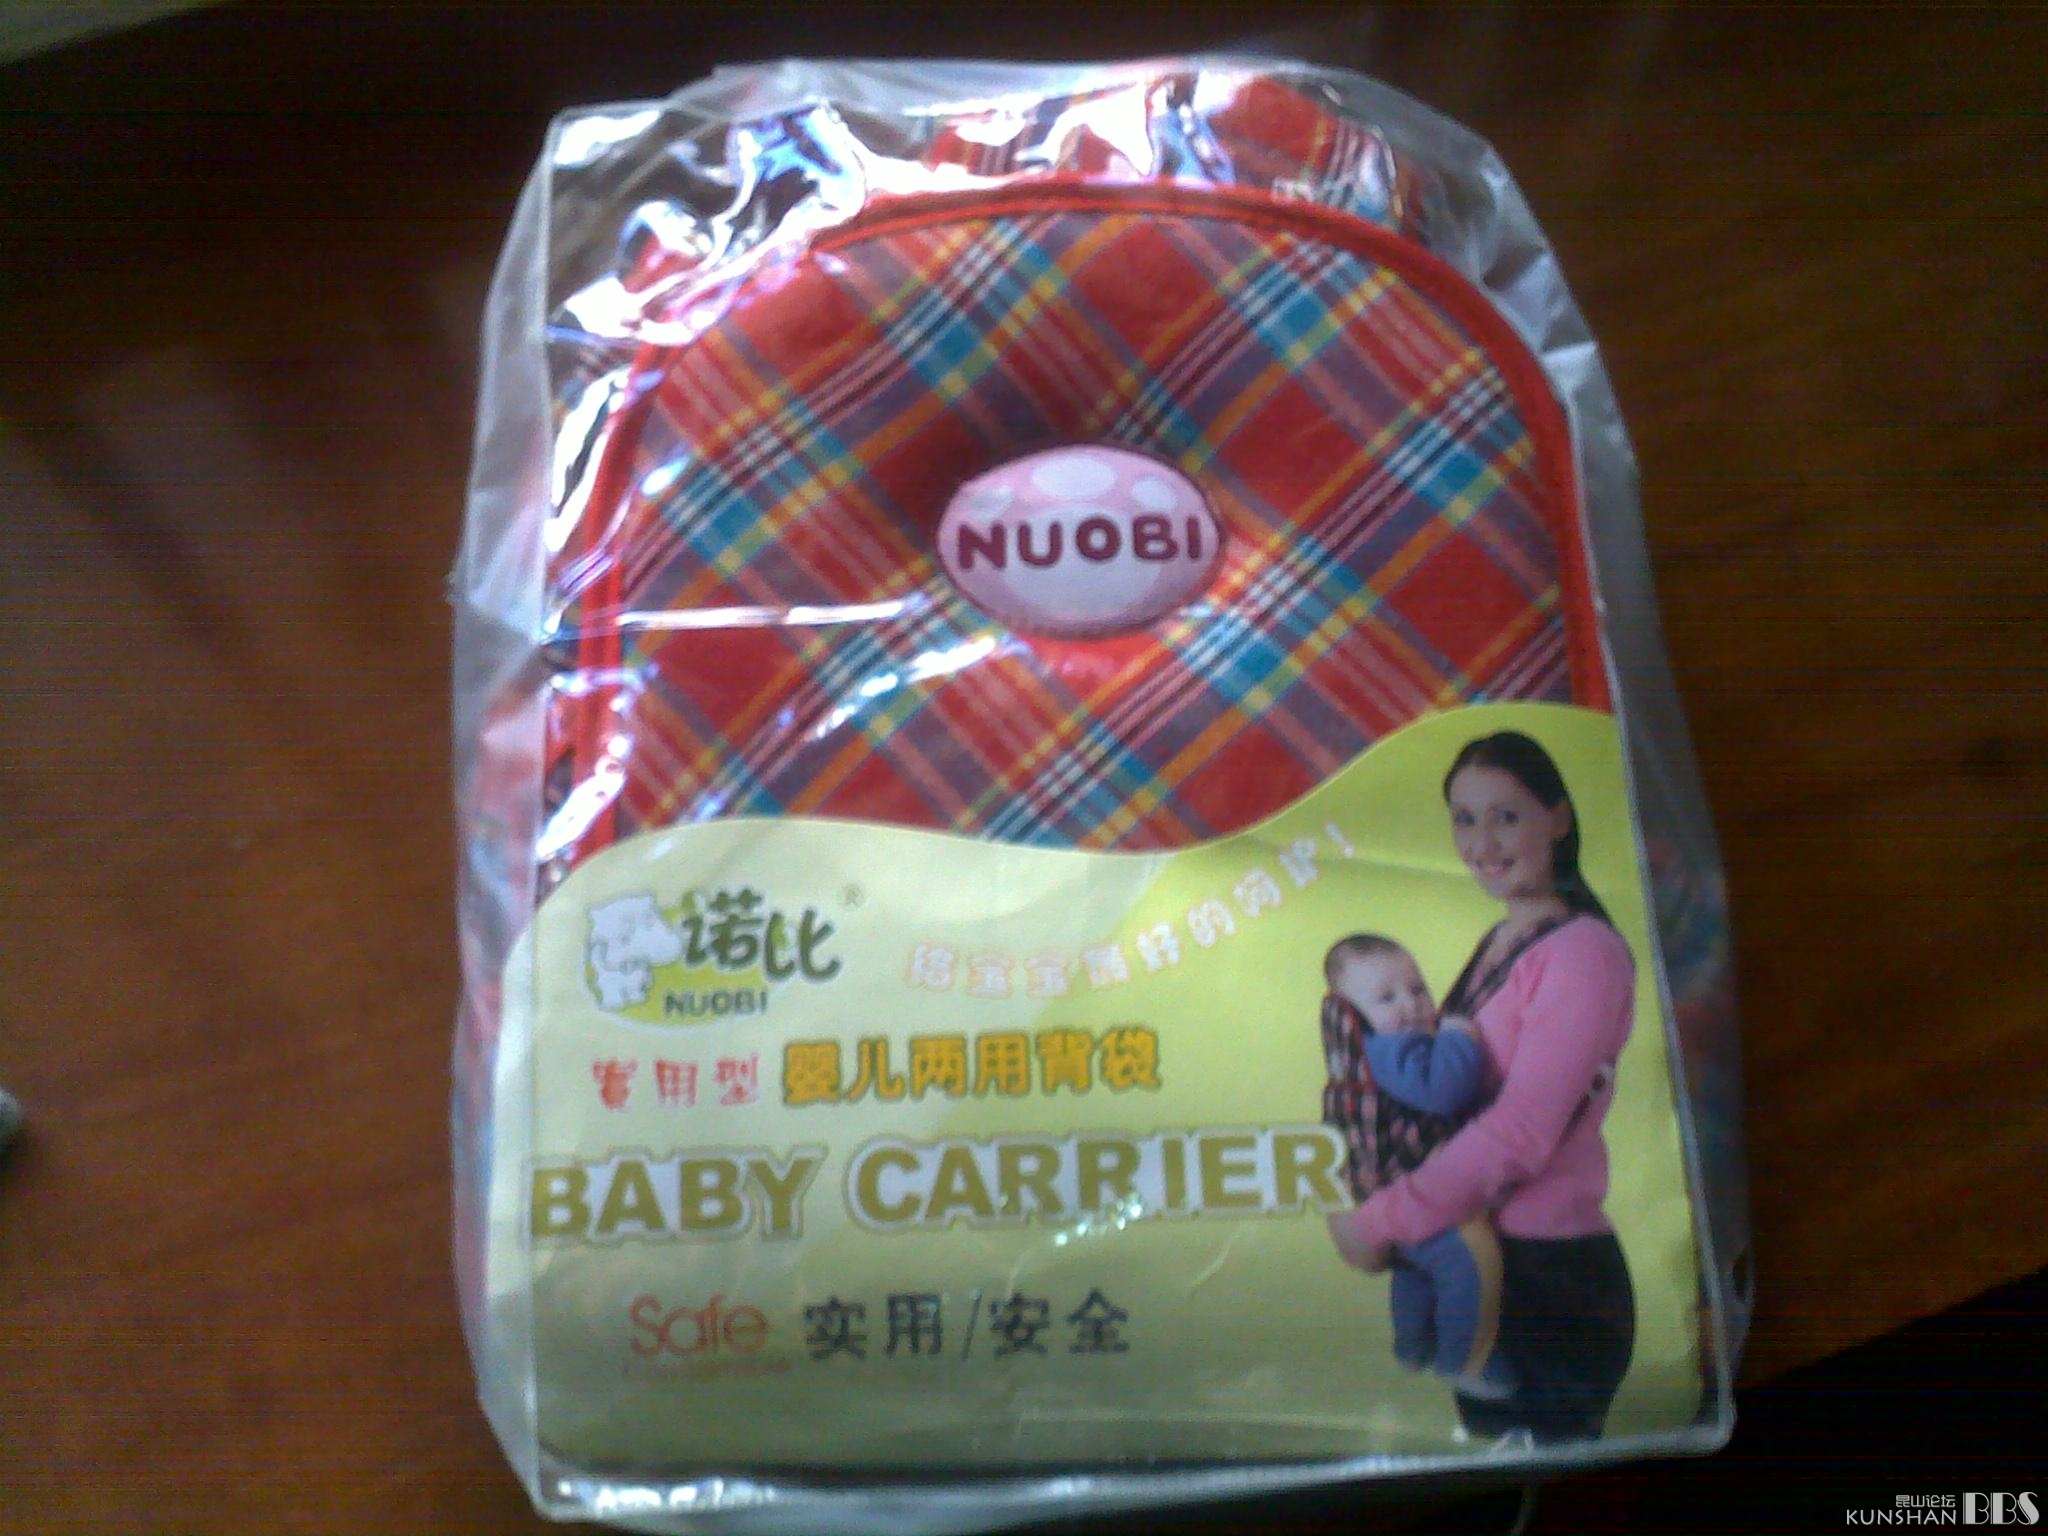 NUOBI
诺比®
NUOBI
给宝宝最好的呵护！
實用型 婴儿两用背袋
BABY CARRIER
Safe 实用/安全
昆山论坛
KUNSHAN BBS